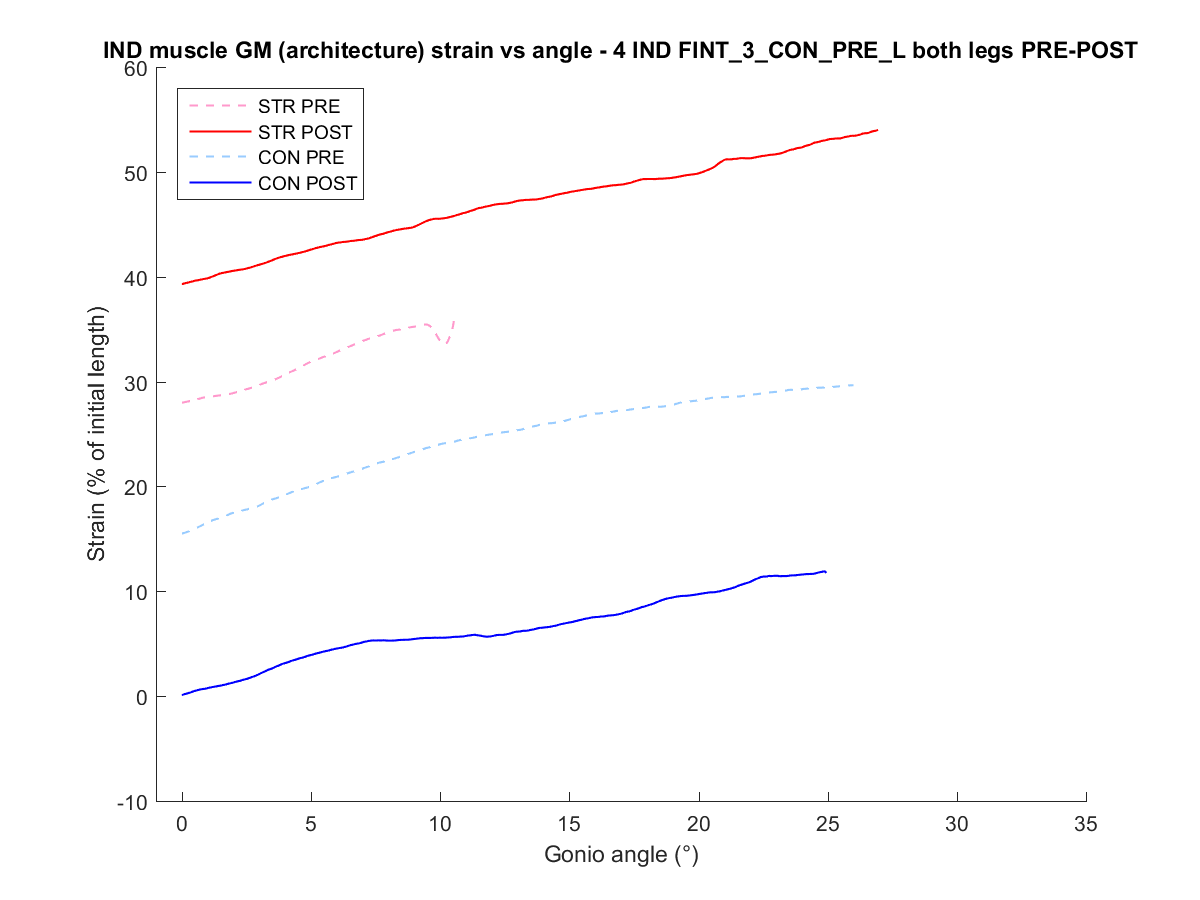 IND muscle GM (architecture) strain vs angle - 4 IND FINT_3_CON_PRE_L both legs PRE-POST
60
50
40
30
20
10
0
-10
STR PRE
STR POST
CON PRE
CON POST
Strain (% of initial length)
0 5 10 15 20 25 30 35
Gonio angle (°)